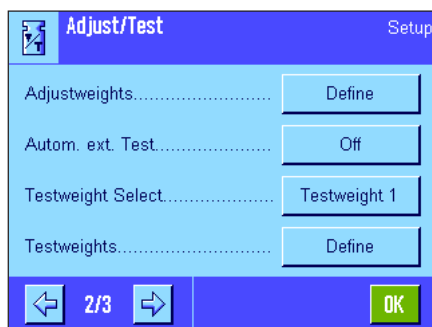 Adjust/Test
Setup
Adjustweights........................ Define
Autom. ext. Test.................... Off
Testweight Select................... Testweight 1
Testweights.......................... Define
2/3
OK